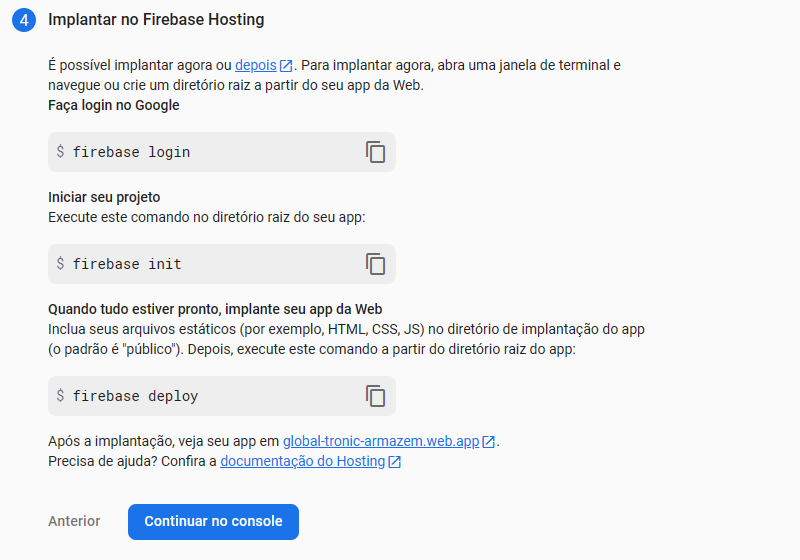 4 Implantar no Firebase Hosting
É possível implantar agora ou depois. Para implantar agora, abra uma janela de terminal e
navegue ou crie um diretório raiz a partir do seu app da Web.
Faça login no Google
$ firebase login
Iniciar seu projeto
Execute este comando no diretório raiz do seu app:
$ firebase init
Quando tudo estiver pronto, implante seu app da Web
Inclua seus arquivos estáticos (por exemplo, HTML, CSS, JS) no diretório de implantação do app
(o padrão é "público"). Depois, execute este comando a partir do diretório raiz do app:
$ firebase deploy
Após a implantação, veja seu app em global-tronic-armazem.web.app.
Precisa de ajuda? Confira a documentação do Hosting
Anterior Continuar no console